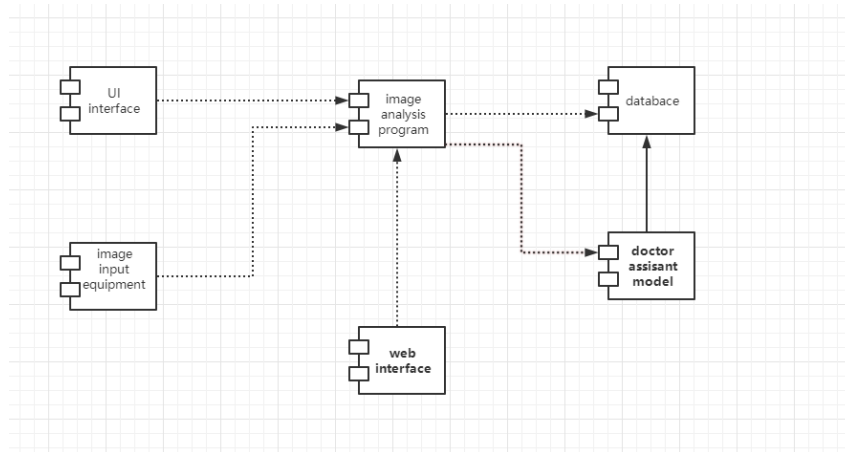 UI
interface
image
analysis
program
databace
image
input
equipment
doctor
assisant
model
web
interface